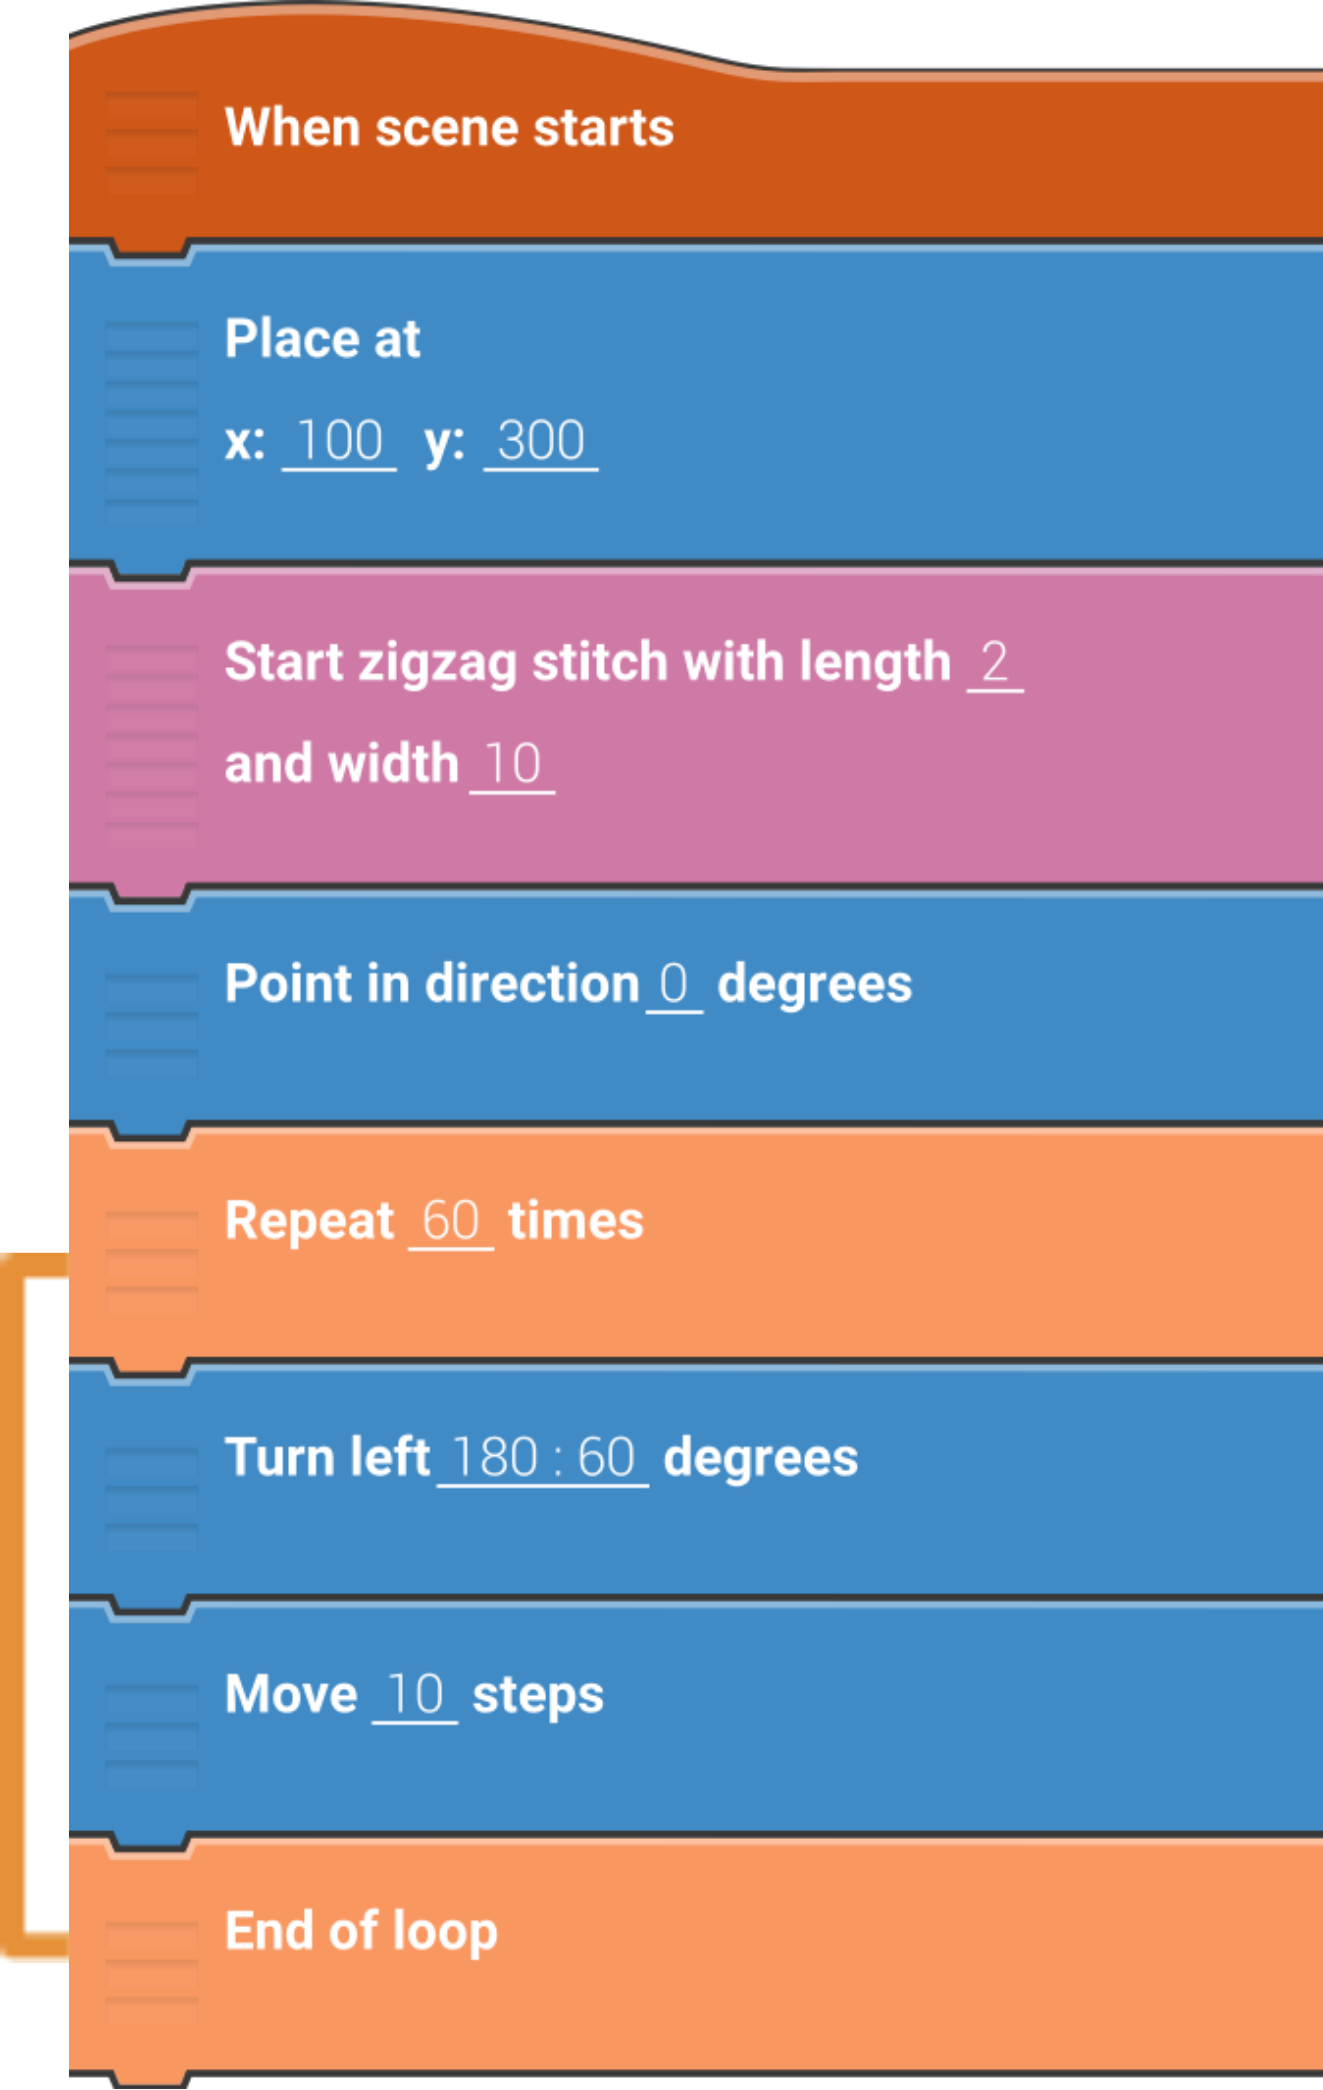 When scene starts
Place at
x: 100 y: 300
Start zigzag stitch with length 2
and width 10
Point in direction 0 degrees
Repeat 60 times
Turn left 180 : 60 degrees
Move 10 steps
End of loop